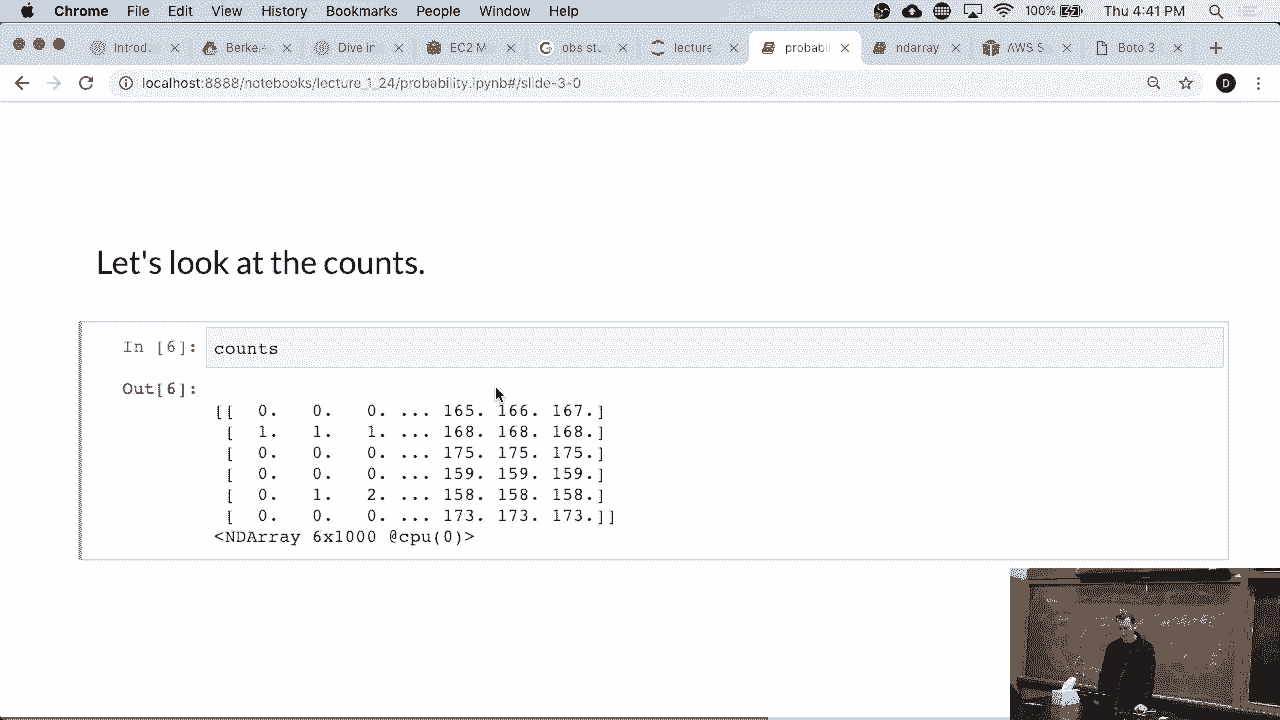 Chrome File Edit View History Bookmarks People Window Help 100% Thu 4:41 PM
Introd Berke.- Dive in EC2 M obs st. lecture probabil ndarray AWS S Boto 3
localhost:8888/notebooks/lecture_1_24/probability.ipynb#/slide-3-0 D
Let's look at the counts.
In [6]: counts
Out[6]:
[[ 0. 0. 0. ... 165. 166. 167.]
[ 1. 1. 1. ... 168. 168. 168.]
[ 0. 0. 0. ... 175. 175. 175.]
[ 0. 0. 0. ... 159. 159. 159.]
[ 0. 1. 2. ... 158. 158. 158.]
[ 0. 0. 0. ... 173. 173. 173.]]
<NDArray 6x1000 @cpu(0)>